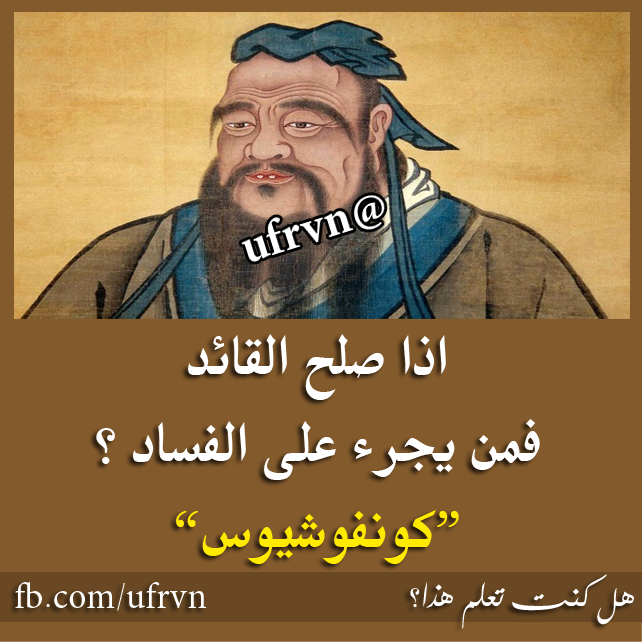 ufrvn@
اذا صلح القائد
فمن يجرء على الفساد ؟
”كونفوشيوس“
هل كنت تعلم هذا؟
fb.com/ufrvn